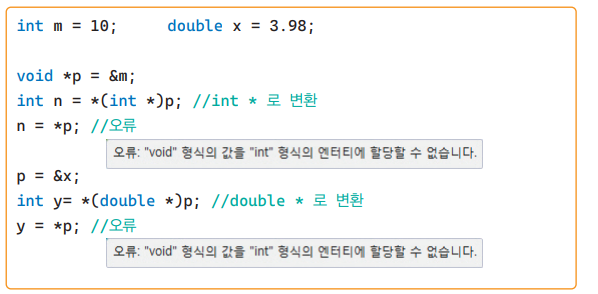 int m = 10;     double x = 3.98;
void *p = &m;
int n = *(int *)p; //int * 로 변환
n = *p; //오류
오류: "void" 형식의 값을 "int" 형식의 엔터티에 할당할 수 없습니다.
p = &x;
int y= *(double *)p; //double * 로 변환
y = *p; //오류
오류: "void" 형식의 값을 "int" 형식의 엔터티에 할당할 수 없습니다.